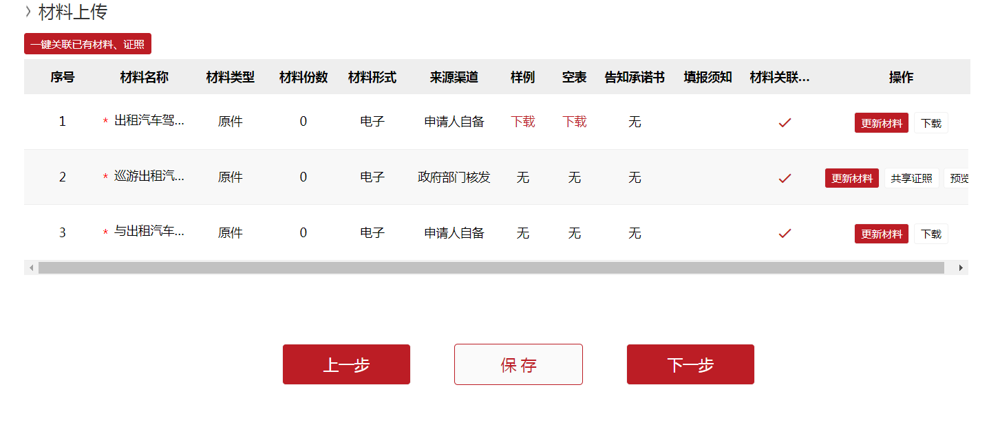 材料上传
一键关联已有材料、证照
序号 材料名称 材料类型 材料份数 材料形式 来源渠道 样例 空表 告知承诺书 填报须知 材料关联... 操作
1 * 出租汽车驾... 原件 0 电子 申请人自备 下载 下载 无 更新材料 下载
2 * 巡游出租汽... 原件 0 电子 政府部门核发 无 无 无 更新材料 共享证照 预览
3 * 与出租汽车... 原件 0 电子 申请人自备 无 无 无 更新材料 下载
上一步 保存 下一步